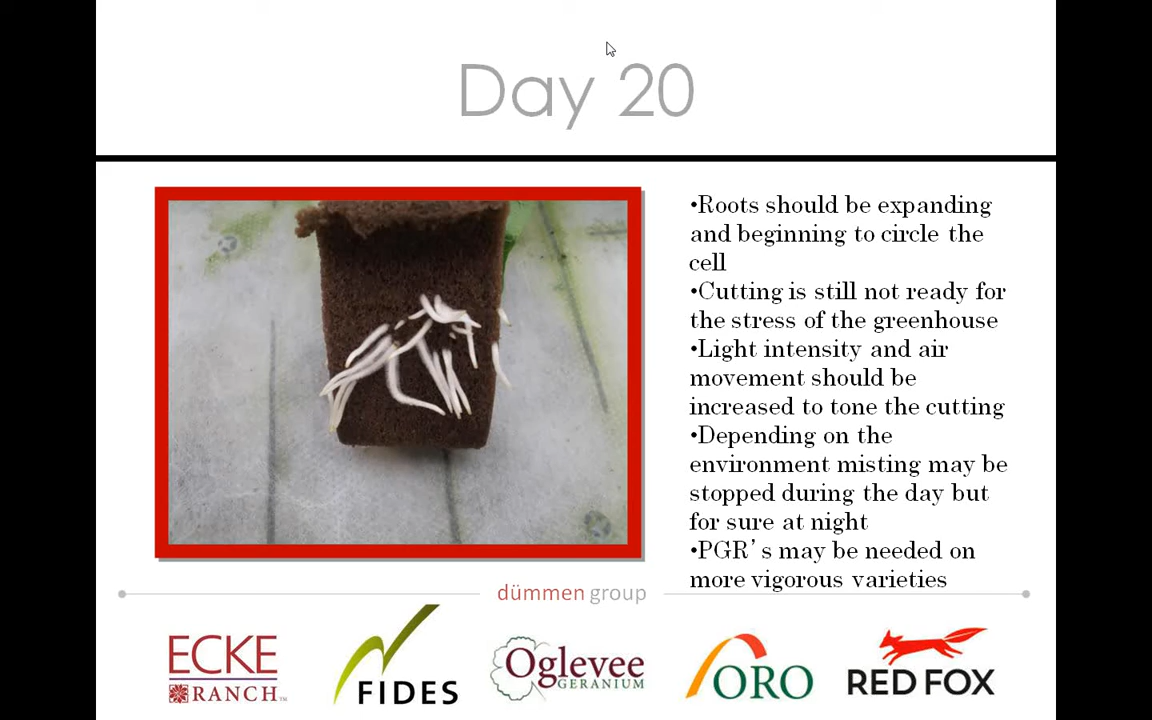 Day 20
•Roots should be expanding
and beginning to circle the
cell
•Cutting is still not ready for
the stress of the greenhouse
•Light intensity and air
movement should be
increased to tone the cutting
•Depending on the
environment misting may be
stopped during the day but
for sure at night
•PGR's may be needed on
more vigorous varieties
dümmen group
ECKE
RANCH™
FIDES
Oglevee
GERANIUM
ORO
RED FOX